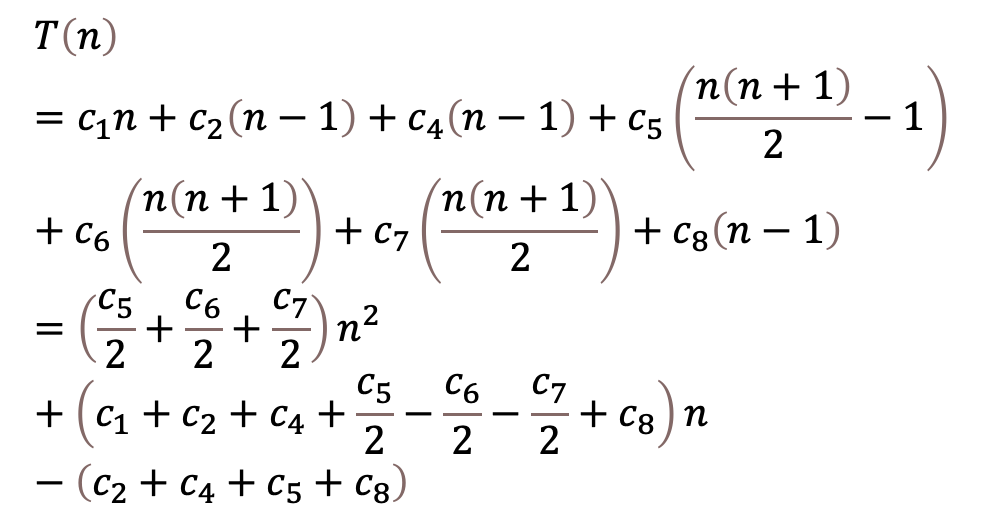 T(n)
= c₁n + c₂(n − 1) + c₄(n − 1) + c₅(n(n + 1)/2 − 1)
+ c₆(n(n + 1)/2) + c₇(n(n + 1)/2) + c₈(n − 1)
= (c₅/2 + c₆/2 + c₇/2) n²
+ (c₁ + c₂ + c₄ + c₅/2 − c₆/2 − c₇/2 + c₈) n
− (c₂ + c₄ + c₅ + c₈)